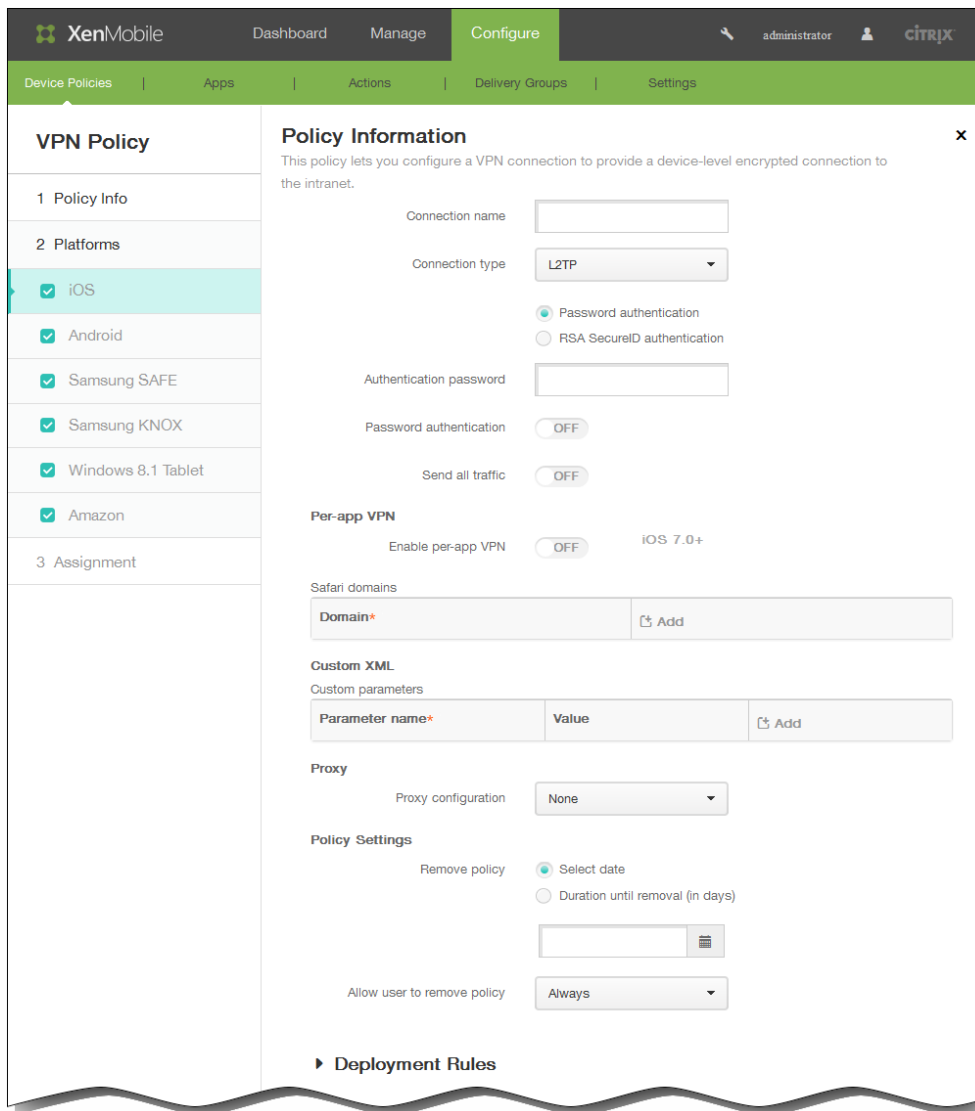 XenMobile Dashboard Manage Configure administrator CİTRIX
Device Policies | Apps | Actions | Delivery Groups | Settings
VPN Policy
1 Policy Info
2 Platforms
iOS
Android
Samsung SAFE
Samsung KNOX
Windows 8.1 Tablet
Amazon
3 Assignment
Policy Information x
This policy lets you configure a VPN connection to provide a device-level encrypted connection to
the intranet.
Connection name
Connection type L2TP
Password authentication
RSA SecureID authentication
Authentication password
Password authentication OFF
Send all traffic OFF
Per-app VPN
Enable per-app VPN OFF iOS 7.0+
Safari domains
Domain* Add
Custom XML
Custom parameters
Parameter name* Value Add
Proxy
Proxy configuration None
Policy Settings
Remove policy Select date
Duration until removal (in days)
Allow user to remove policy Always
Deployment Rules